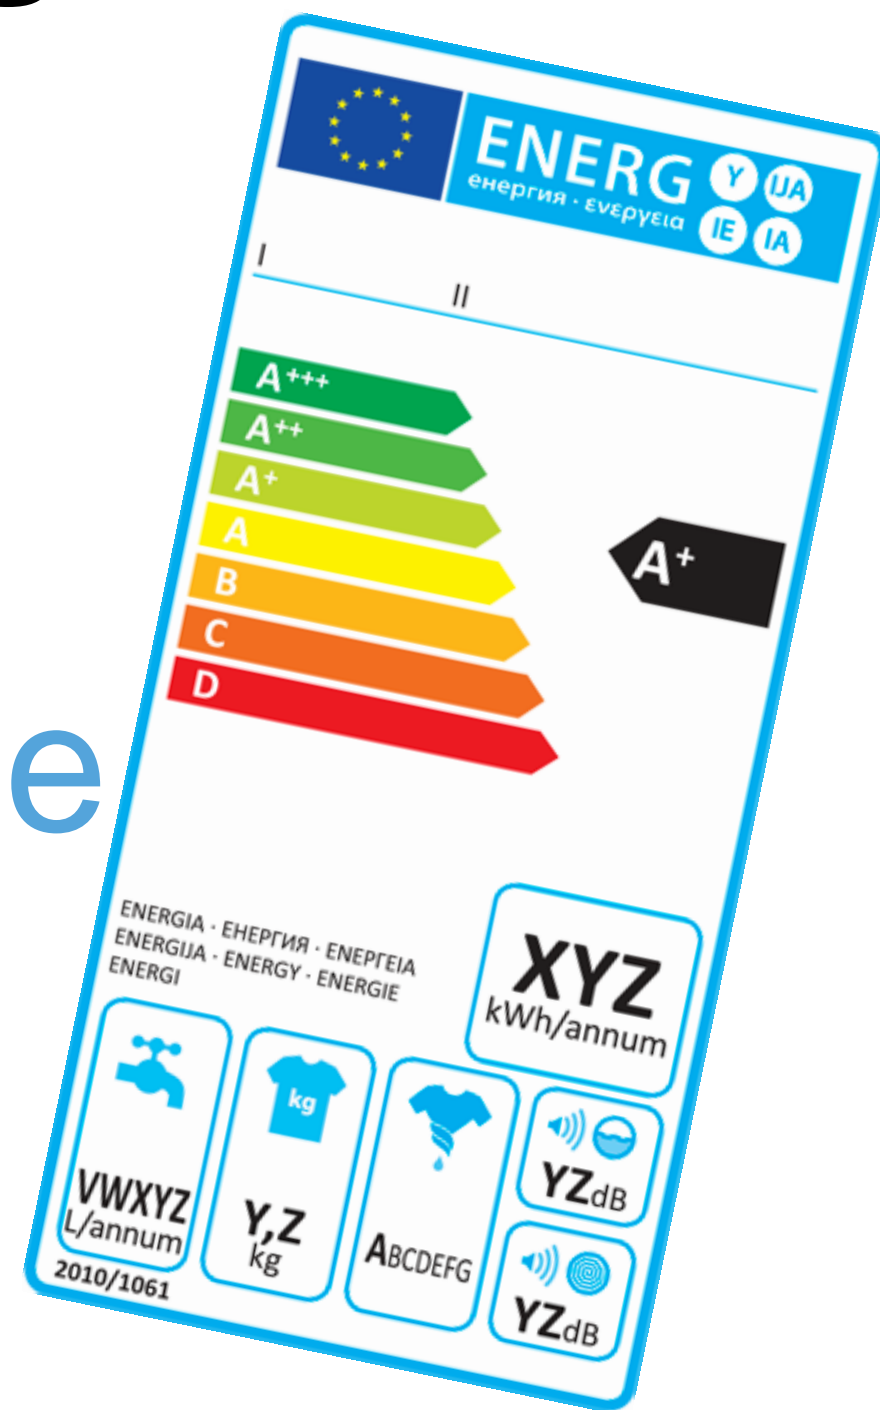 ENERG Y IJA
енергия · ενεργεια IE IA
I
II
A+++
A++
A+
A
B
C
D
A+
e
ENERGIA · ЕНЕРГИЯ · ΕΝΕΡΓΕΙΑ
ENERGIJA · ENERGY · ENERGIE
ENERGI
XYZ
kWh/annum
kg
VWXYZ
L/annum
Y,Z
kg
ABCDEFG
YZdB
YZdB
2010/1061